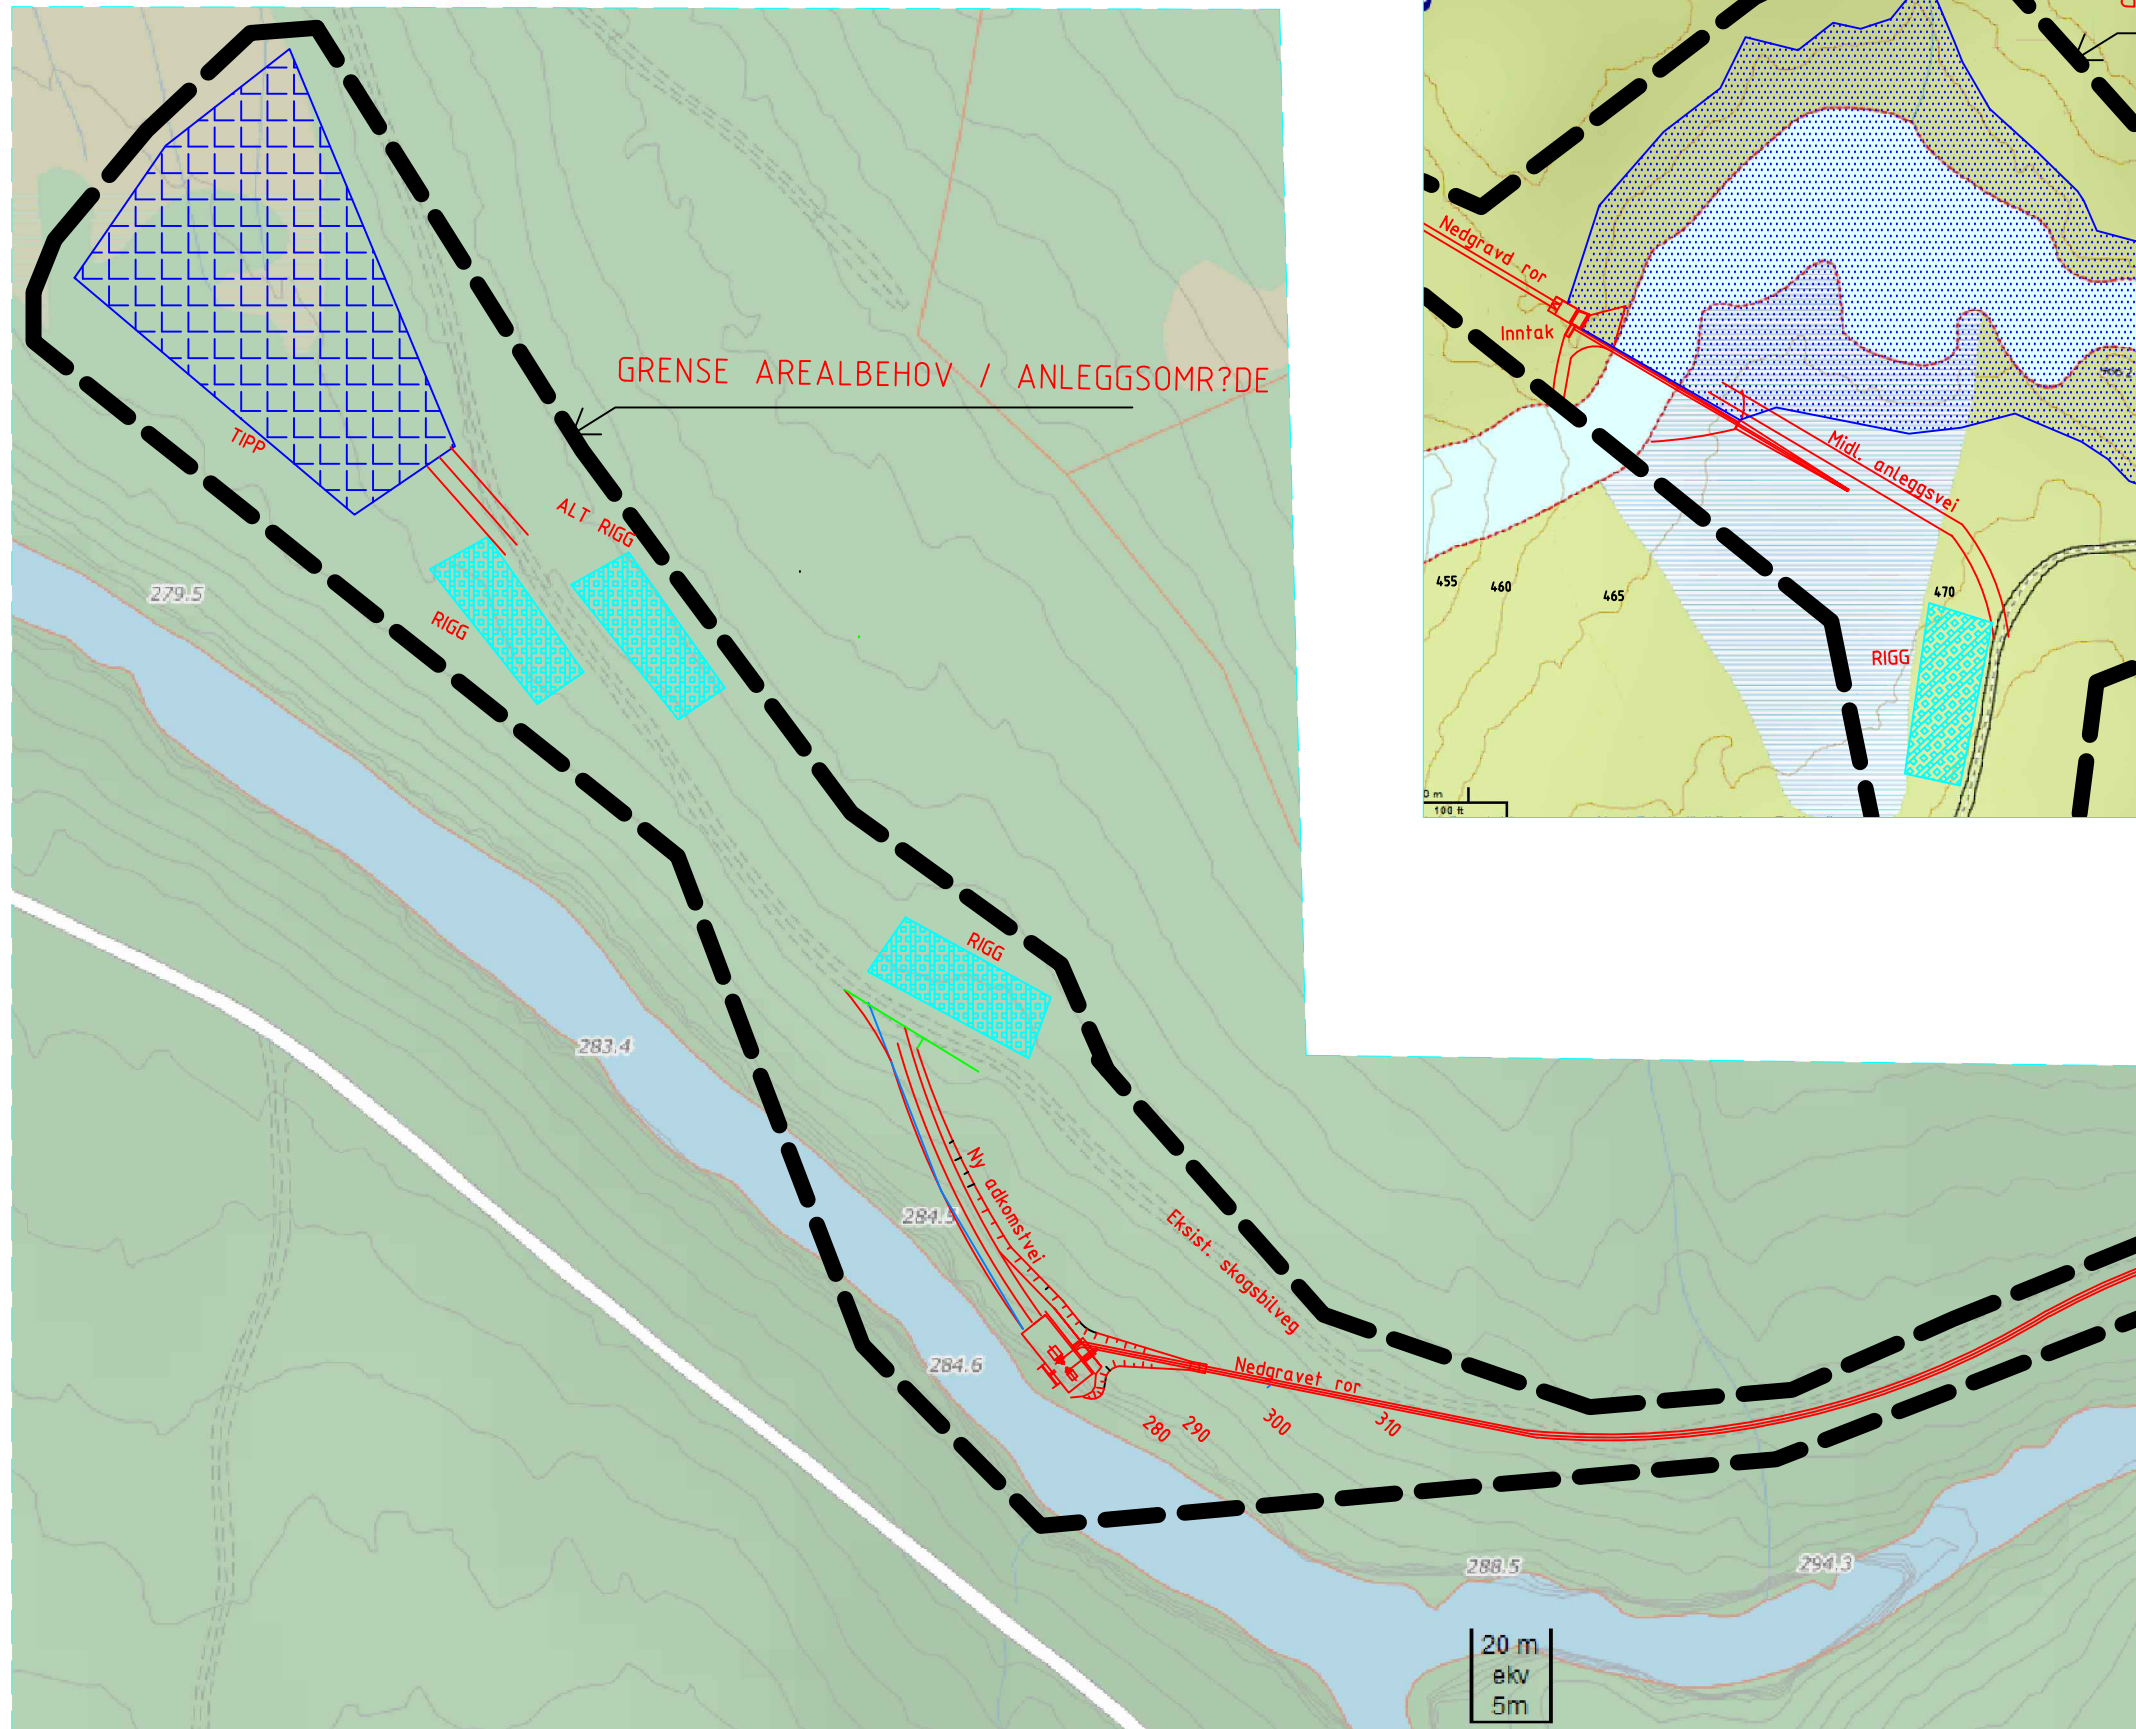 GRENSE AREALBEHOV / ANLEGGSOMR?DE
TIPP
ALT RIGG
RIGG
279.5
RIGG
283.4
284.5
Ny adkomstvei
Eksist. skogsbilveg
284.6
Nedgravet ror
280
290
300
310
288.5
294.3
20 m
ekv
5m
Nedgravd ror
Inntak
Midl. anleggsvei
455
460
465
470
RIGG
0 m
100 ft